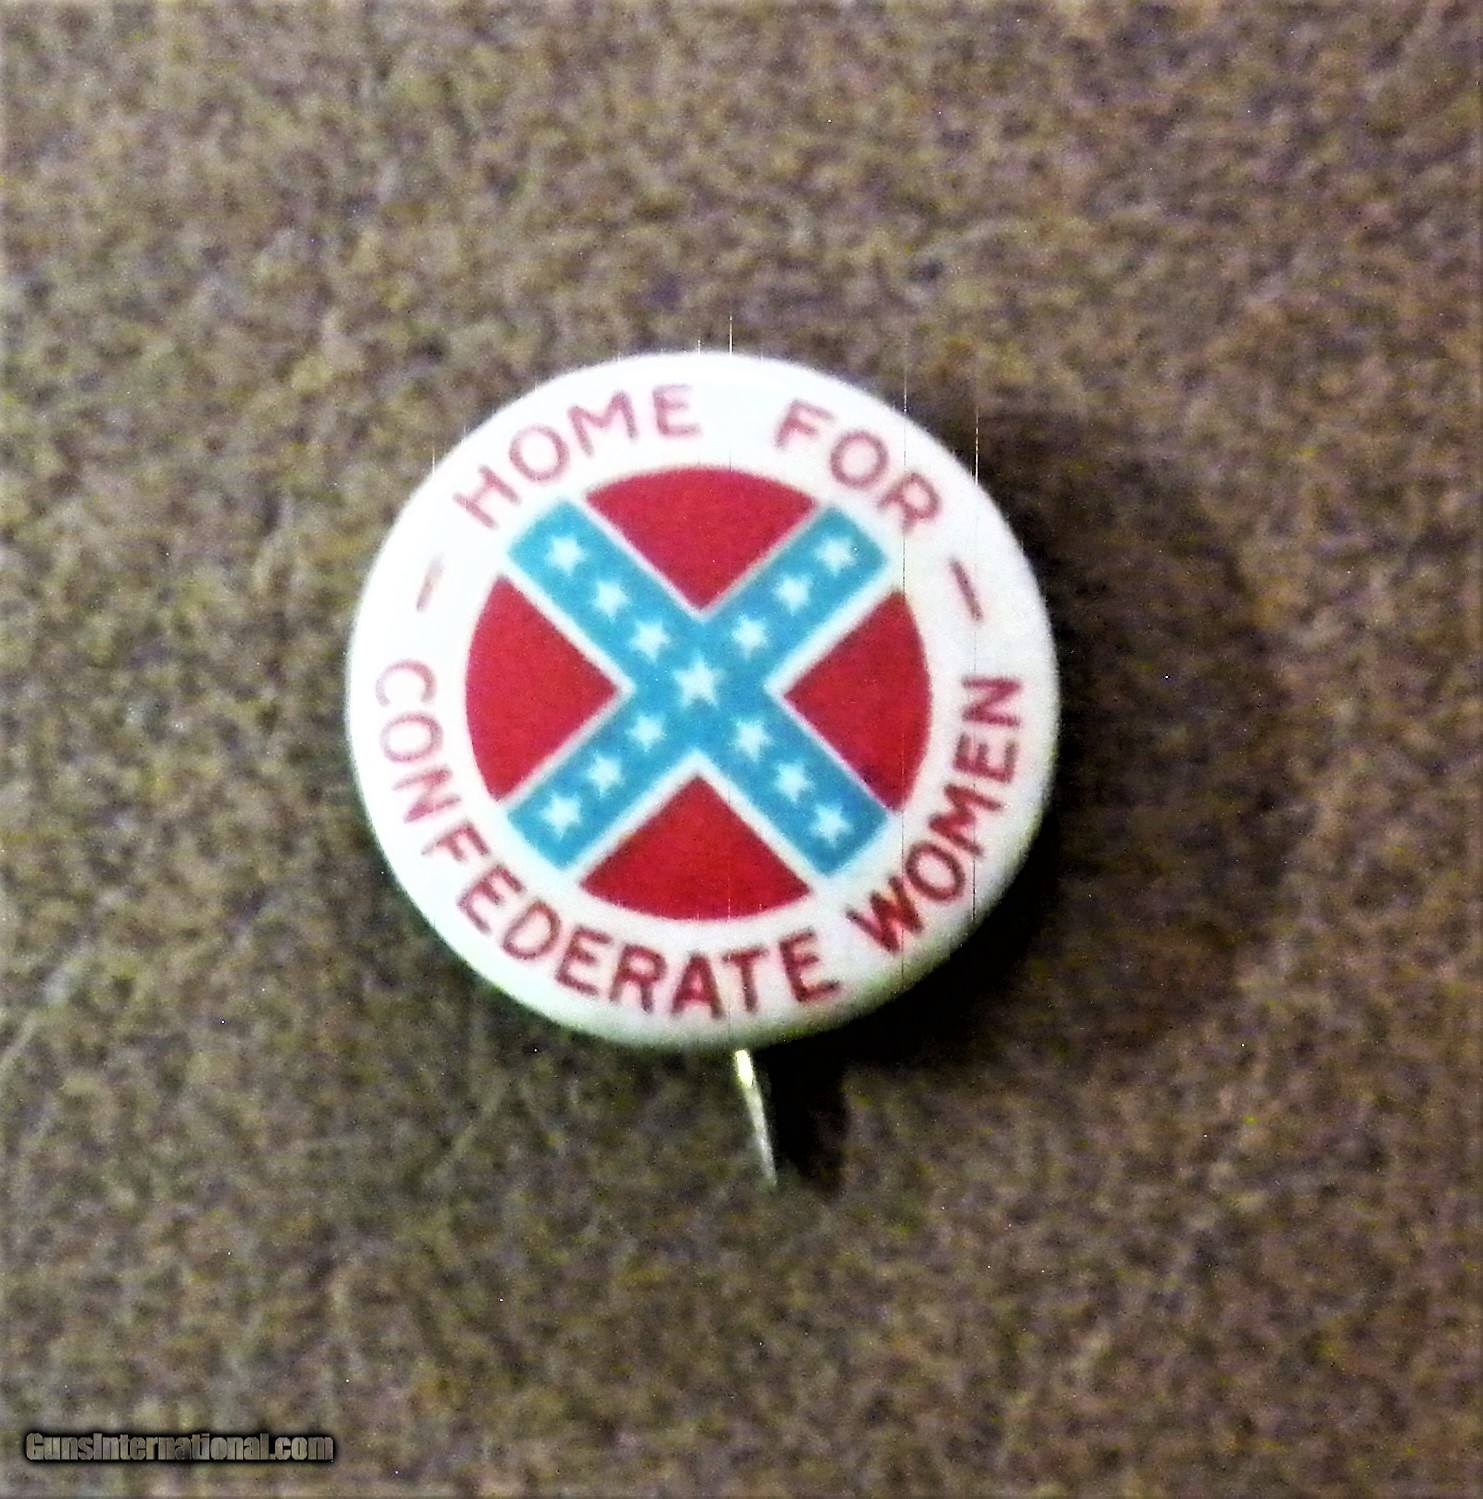 HOME FOR
CONFEDERATE WOMEN
GunsInternational.com